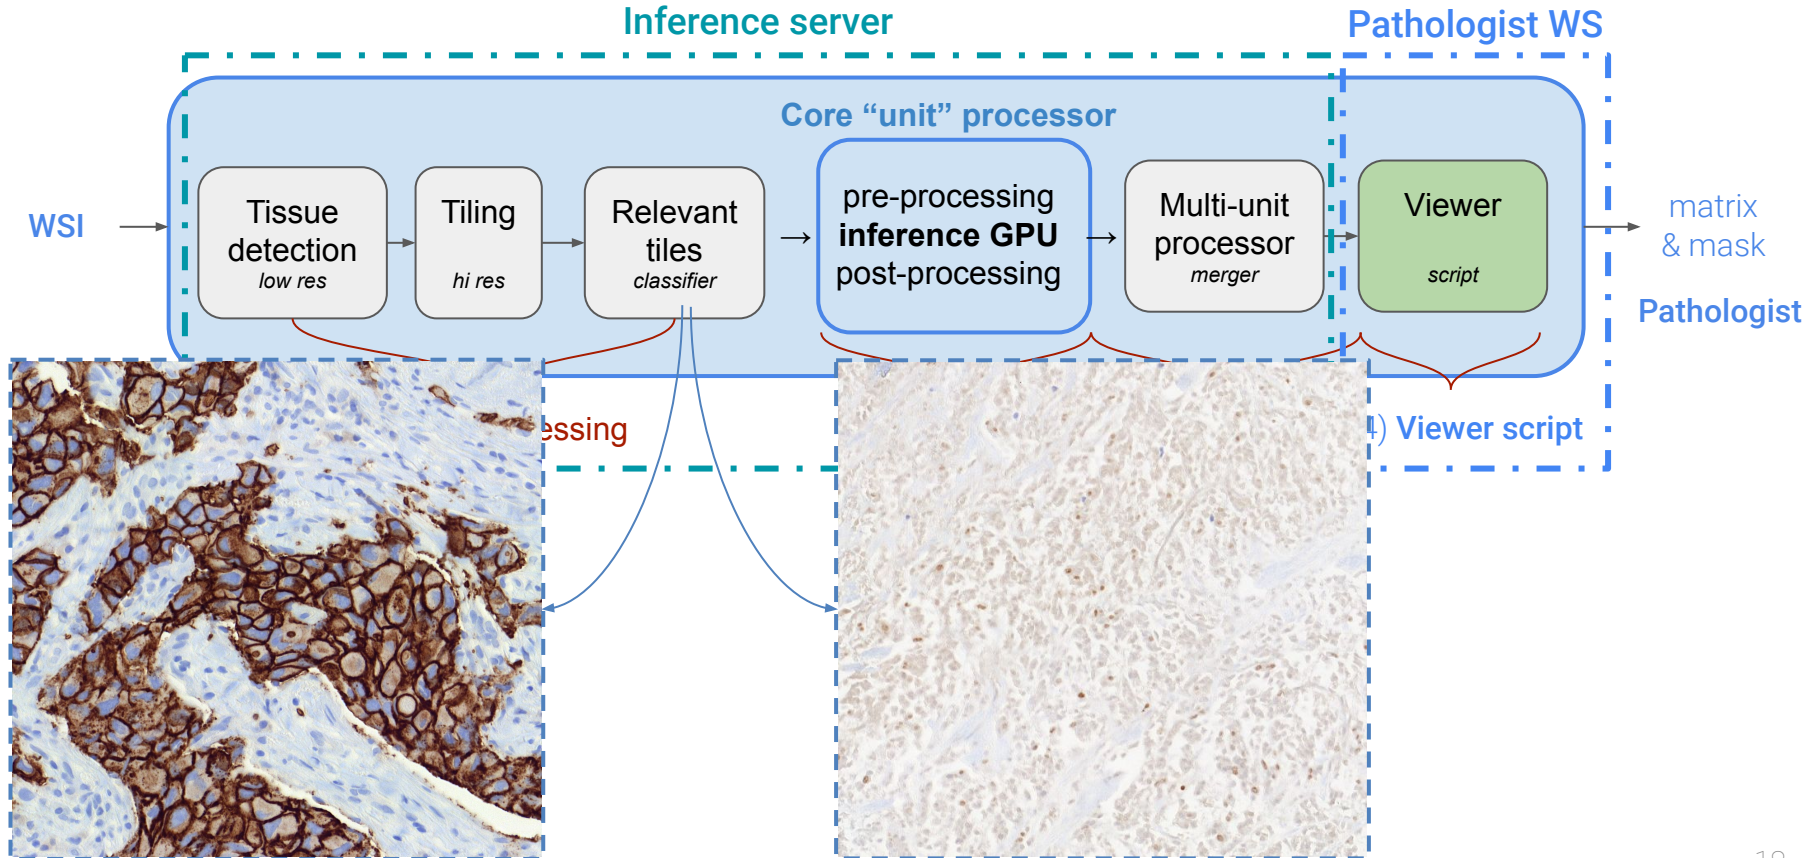 Inference server
Pathologist WS
Core “unit” processor
WSI
Tissue
detection
low res
Tiling
hi res
Relevant
tiles
classifier
→
pre-processing
inference GPU
post-processing
→
Multi-unit
processor
merger
Viewer
script
matrix
& mask
Pathologist
essing
4) Viewer script